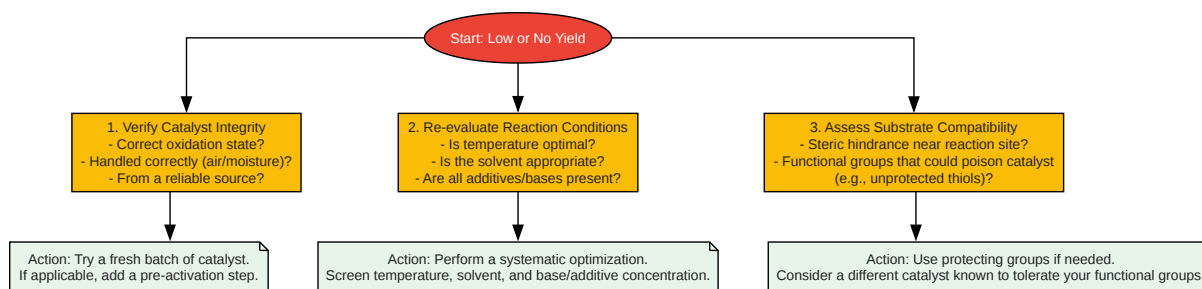 Start: Low or No Yield
1. Verify Catalyst Integrity
- Correct oxidation state?
- Handled correctly (air/moisture)?
- From a reliable source?
2. Re-evaluate Reaction Conditions
- Is temperature optimal?
- Is the solvent appropriate?
- Are all additives/bases present?
3. Assess Substrate Compatibility
- Steric hindrance near reaction site?
- Functional groups that could poison catalyst
(e.g., unprotected thiols)?
Action: Try a fresh batch of catalyst.
If applicable, add a pre-activation step.
Action: Perform a systematic optimization.
Screen temperature, solvent, and base/additive concentration.
Action: Use protecting groups if needed.
Consider a different catalyst known to tolerate your functional groups